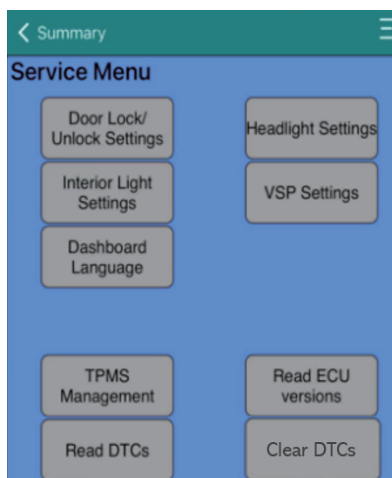 Summary
Service Menu
Door Lock/
Unlock Settings
Headlight Settings
Interior Light
Settings
VSP Settings
Dashboard
Language
TPMS
Management
Read ECU
versions
Read DTCs
Clear DTCs